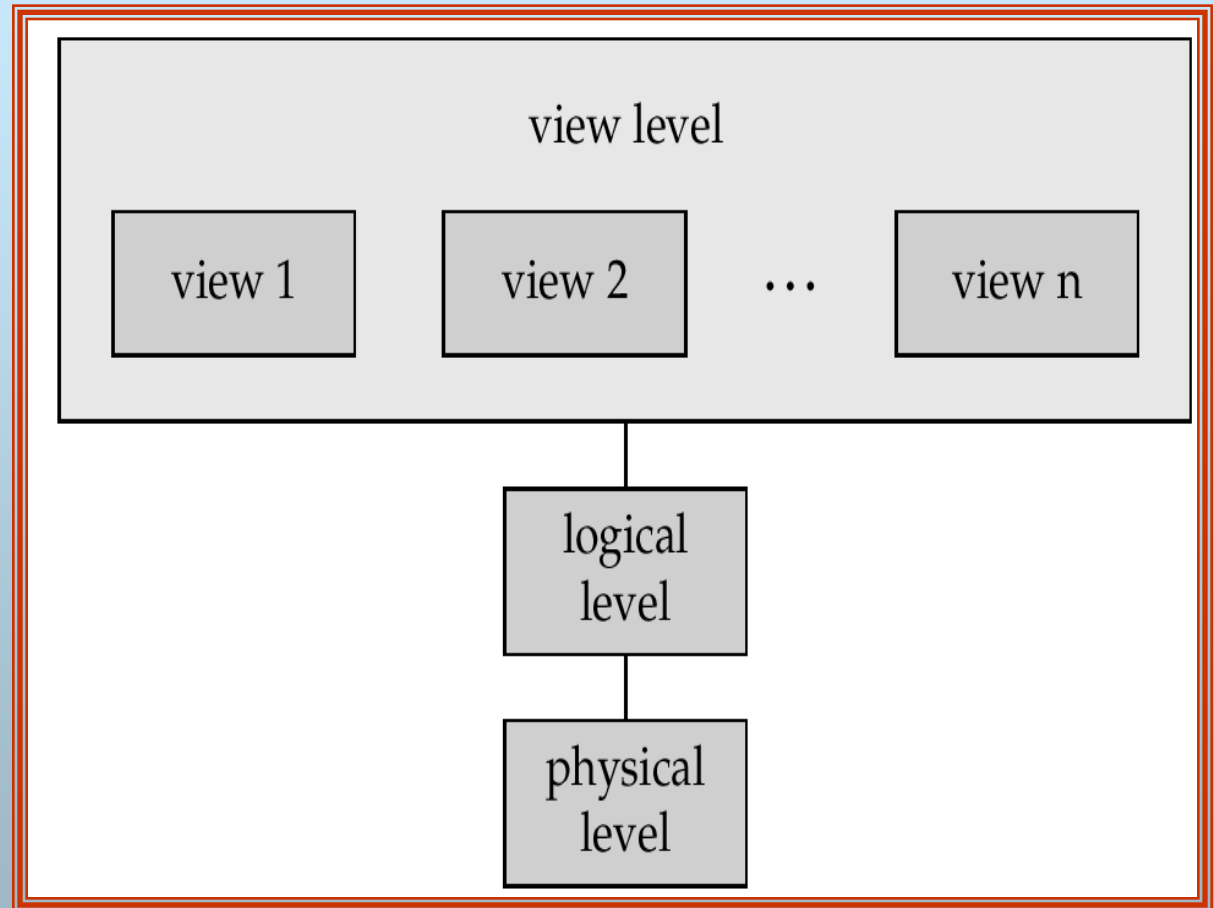 view level
view 1
view 2
...
view n
logical
level
physical
level